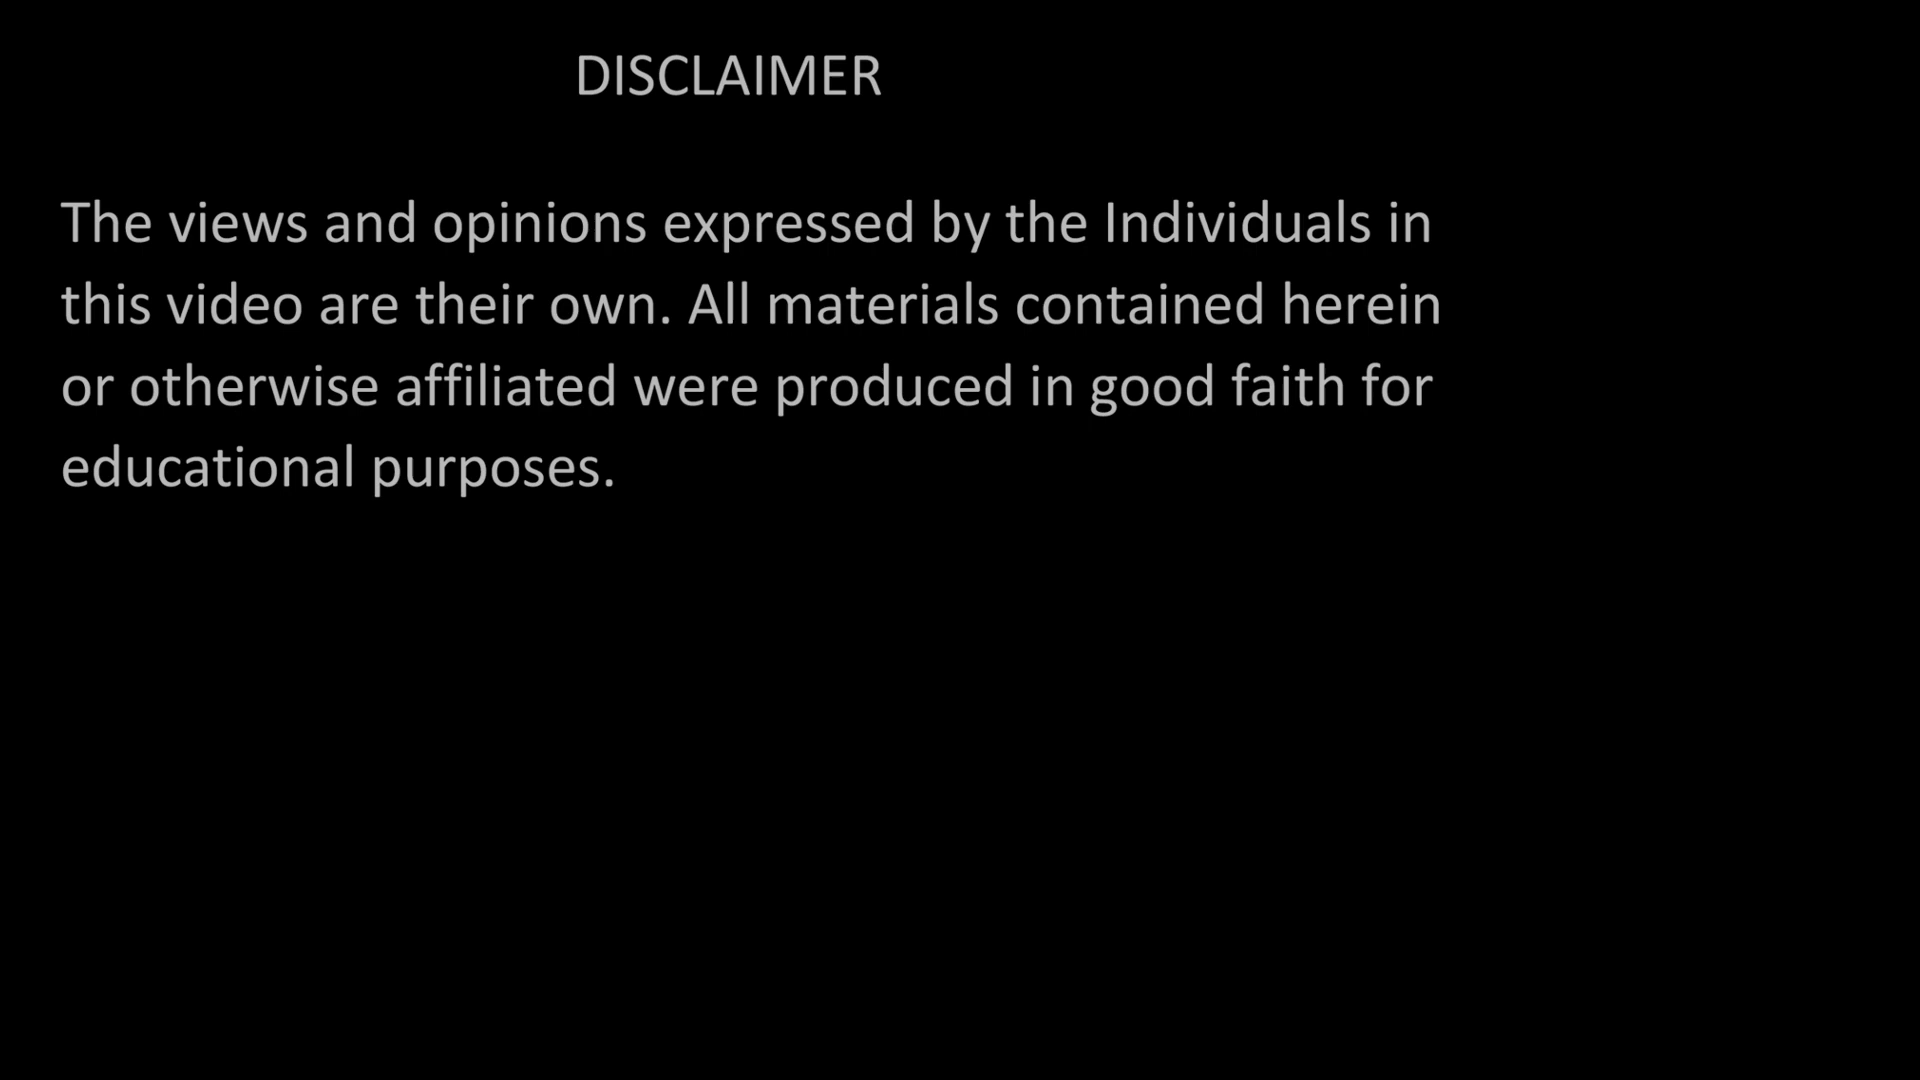 DISCLAIMER
The views and opinions expressed by the Individuals in
this video are their own. All materials contained herein
or otherwise affiliated were produced in good faith for
educational purposes.